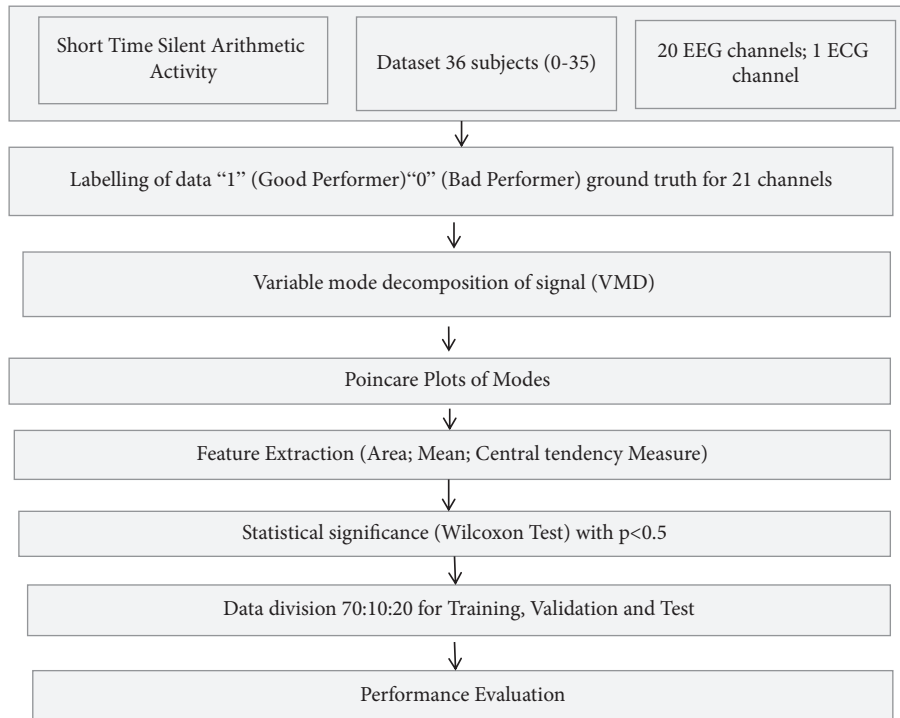 Short Time Silent Arithmetic
Activity
Dataset 36 subjects (0-35)
20 EEG channels; 1 ECG
channel
Labelling of data “1” (Good Performer)“0” (Bad Performer) ground truth for 21 channels
Variable mode decomposition of signal (VMD)
Poincare Plots of Modes
Feature Extraction (Area; Mean; Central tendency Measure)
Statistical significance (Wilcoxon Test) with p<0.5
Data division 70:10:20 for Training, Validation and Test
Performance Evaluation